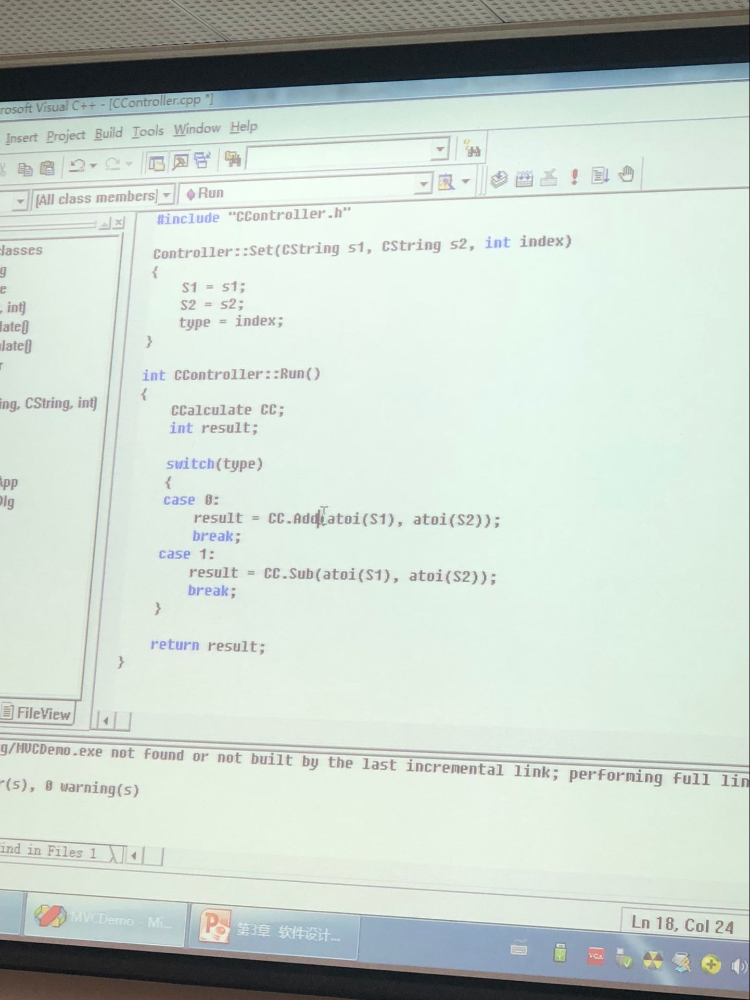 rosoft Visual C++ - [CController.cpp *]
Insert Project Build Tools Window Help
[All class members] Run
#include "CController.h"
Controller::Set(CString s1, CString s2, int index)
{
S1 = s1;
S2 = s2;
type = index;
}
int CController::Run()
{
CCalculate CC;
int result;
switch(type)
{
case 0:
result = CC.Add(atoi(S1), atoi(S2));
break;
case 1:
result = CC.Sub(atoi(S1), atoi(S2));
break;
}
return result;
}
lasses
g
e
, int)
late()
late()
r
ing, CString, int)
App
Dlg
FileView
g/MVCDemo.exe not found or not built by the last incremental link; performing full lin
r(s), 0 warning(s)
ind in Files 1
Ln 18, Col 24
MVCDemo - Mi...
第3章 软件设计...
VGA